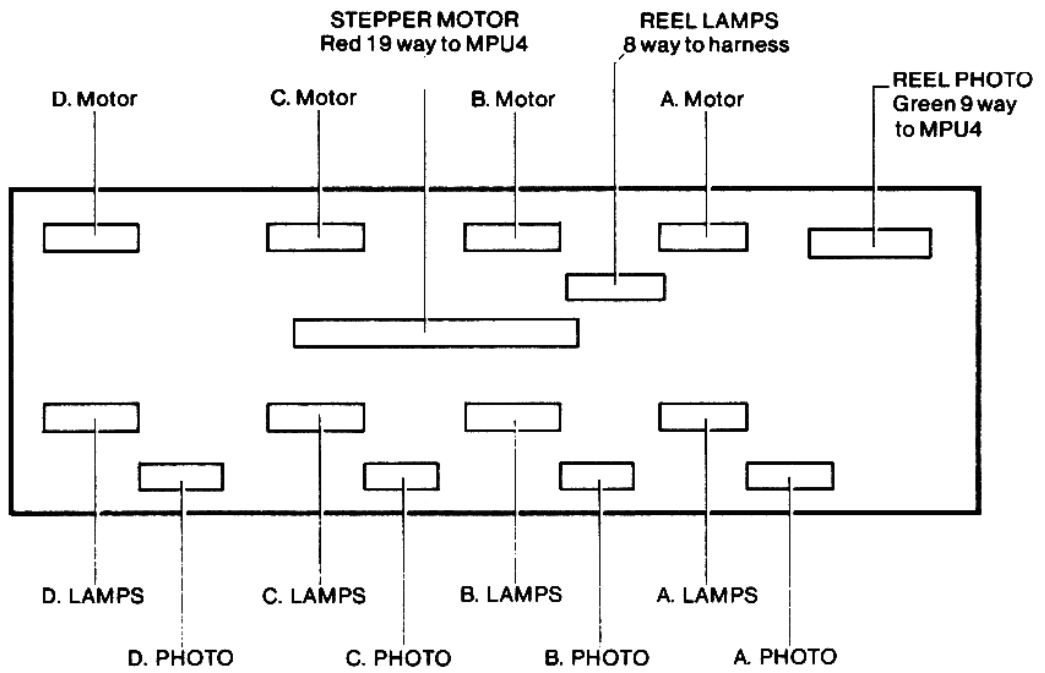 STEPPER MOTOR
Red 19 way to MPU4
REEL LAMPS
8 way to harness
REEL PHOTO
Green 9 way
to MPU4
D. Motor
C. Motor
B. Motor
A. Motor
D. LAMPS
C. LAMPS
B. LAMPS
A. LAMPS
D. PHOTO
C. PHOTO
B. PHOTO
A. PHOTO